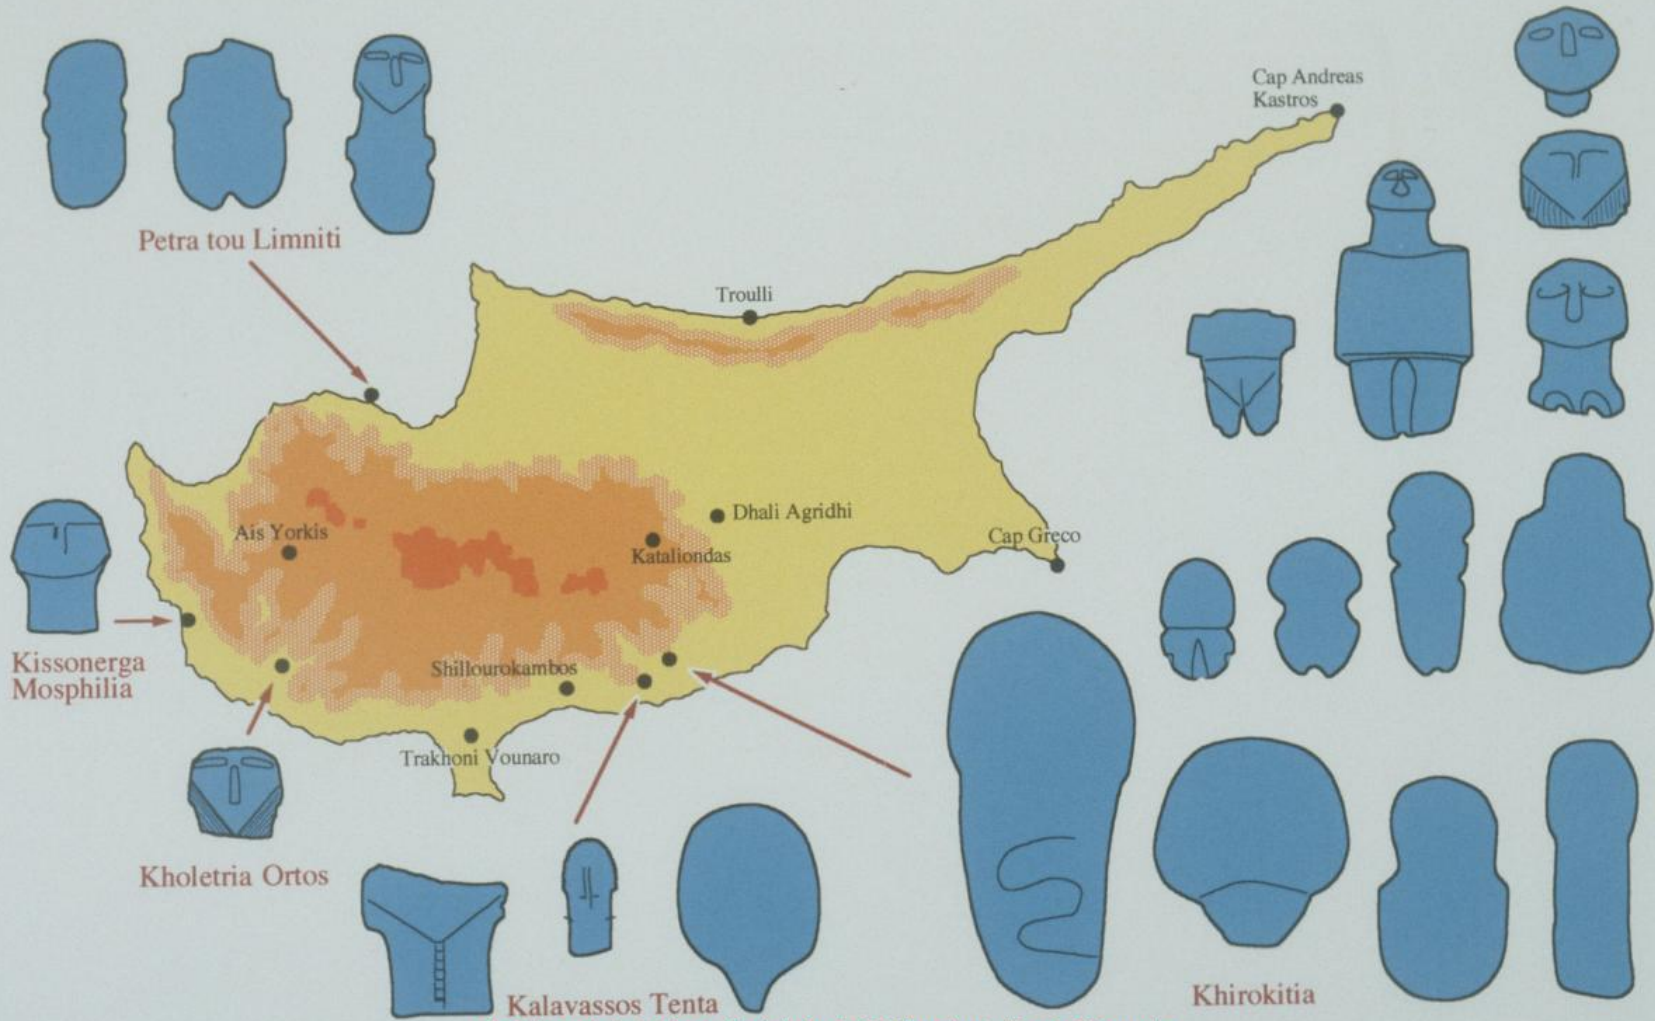 Cap Andreas
Kastros
Petra tou Limniti
Troulli
Dhali Agridhi
Ais Yorkis
Kataliondas
Cap Greco
Kissonerga
Mosphilia
Shillourokambos
Trakhoni Vounaro
Kholetria Ortos
Kalavassos Tenta
Khirokitia